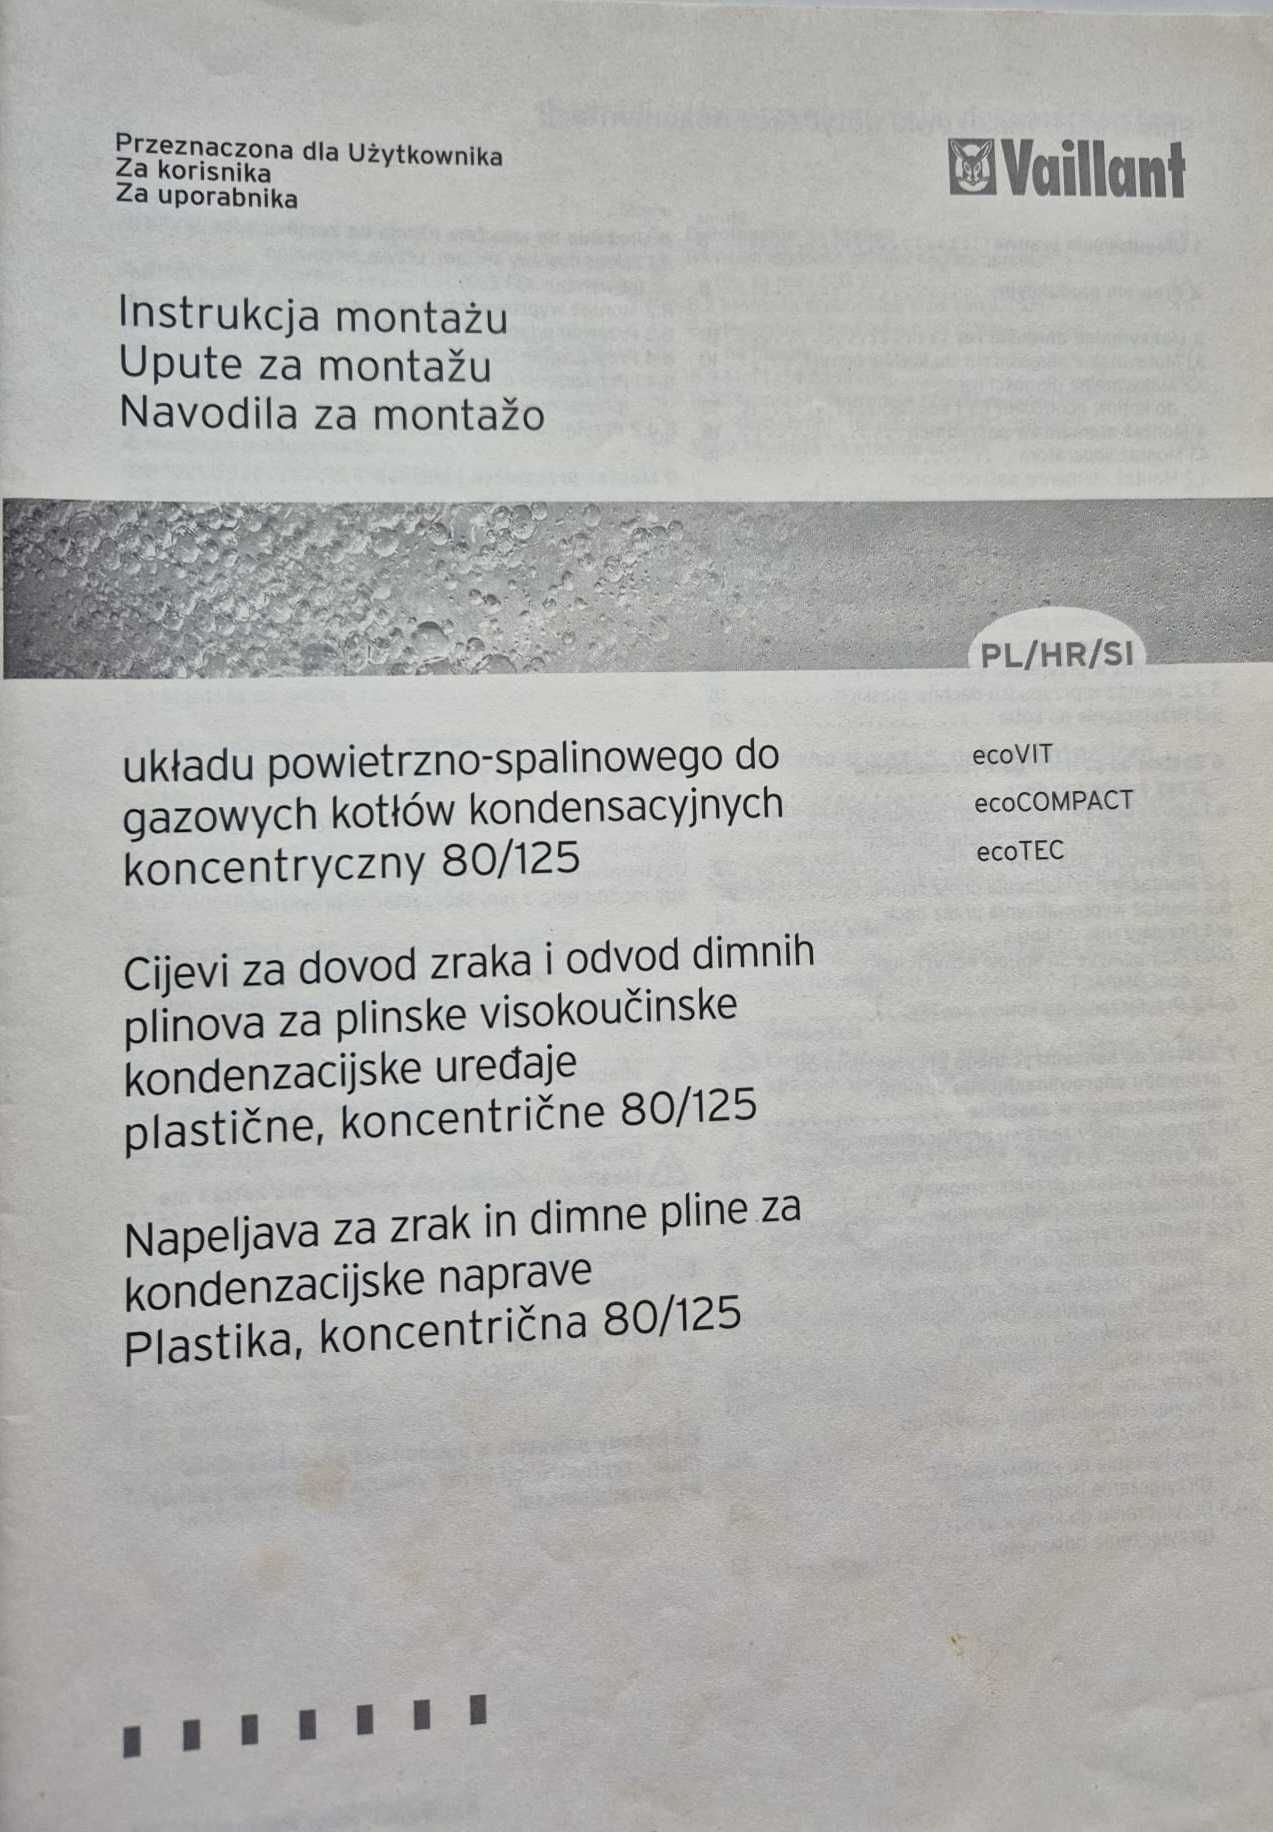 Przeznaczona dla Użytkownika
Za korisnika
Za uporabnika
Vaillant
Instrukcja montażu
Upute za montažu
Navodila za montažo
PL/HR/SI
układu powietrzno-spalinowego do
gazowych kotłów kondensacyjnych
koncentryczny 80/125
ecoVIT
ecoCOMPACT
ecoTEC
Cijevi za dovod zraka i odvod dimnih
plinova za plinske visokoučinske
kondenzacijske uređaje
plastične, koncentrične 80/125
Napeljava za zrak in dimne pline za
kondenzacijske naprave
Plastika, koncentrična 80/125